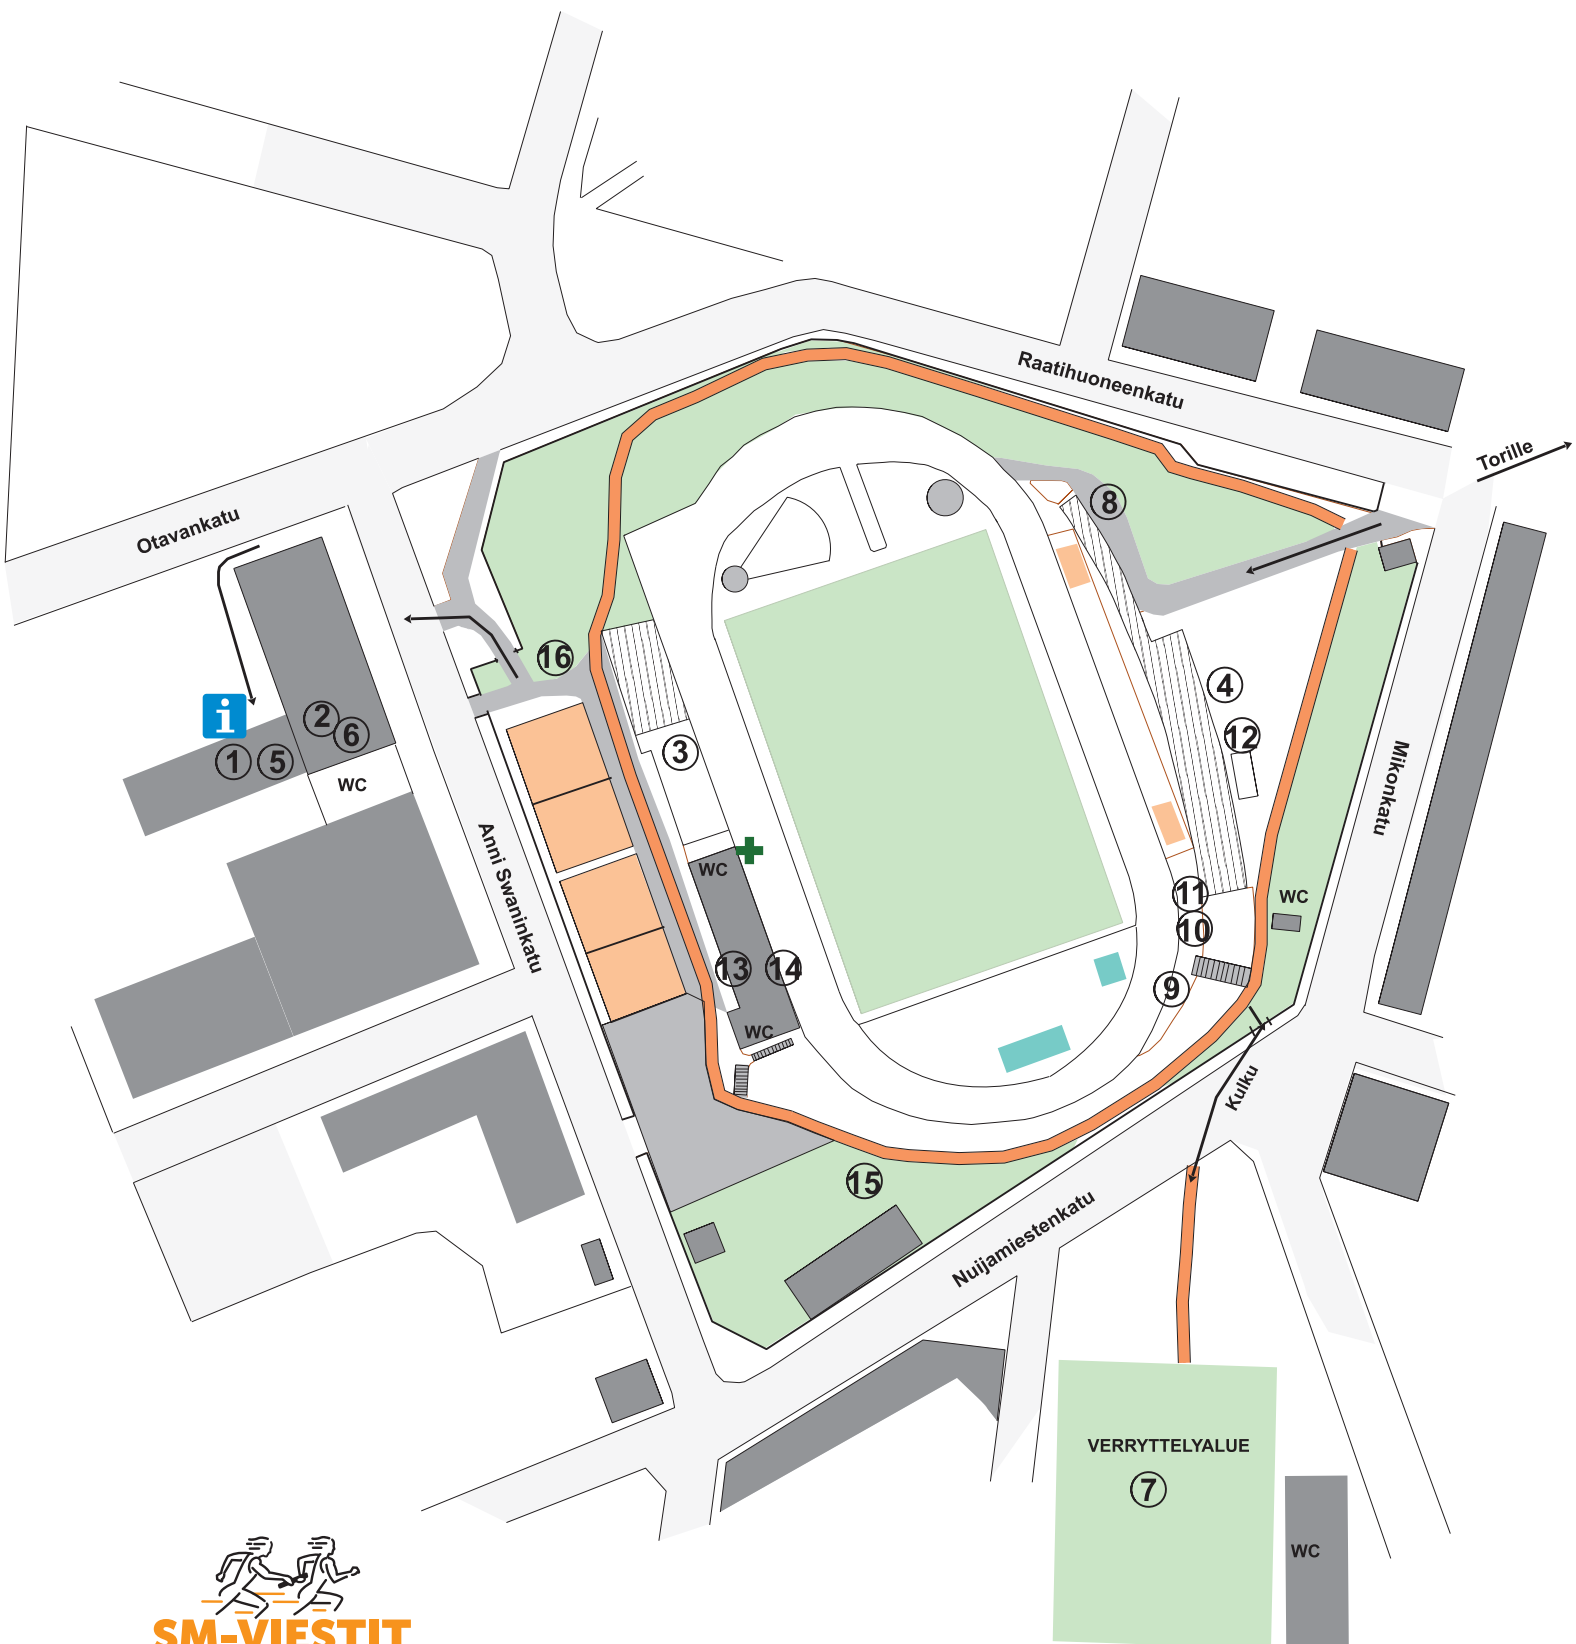 Raatihuoneenkatu
Torille
8
Otavankatu
16
4
i
2
6
12
3
1
5
WC
Mikonkatu
Anni Swaninkatu
WC
11
WC
10
13
14
9
WC
Kulku
15
Nuijamiestenkatu
VERRYTTELYALUE
7
WC
SM-VIESTIT